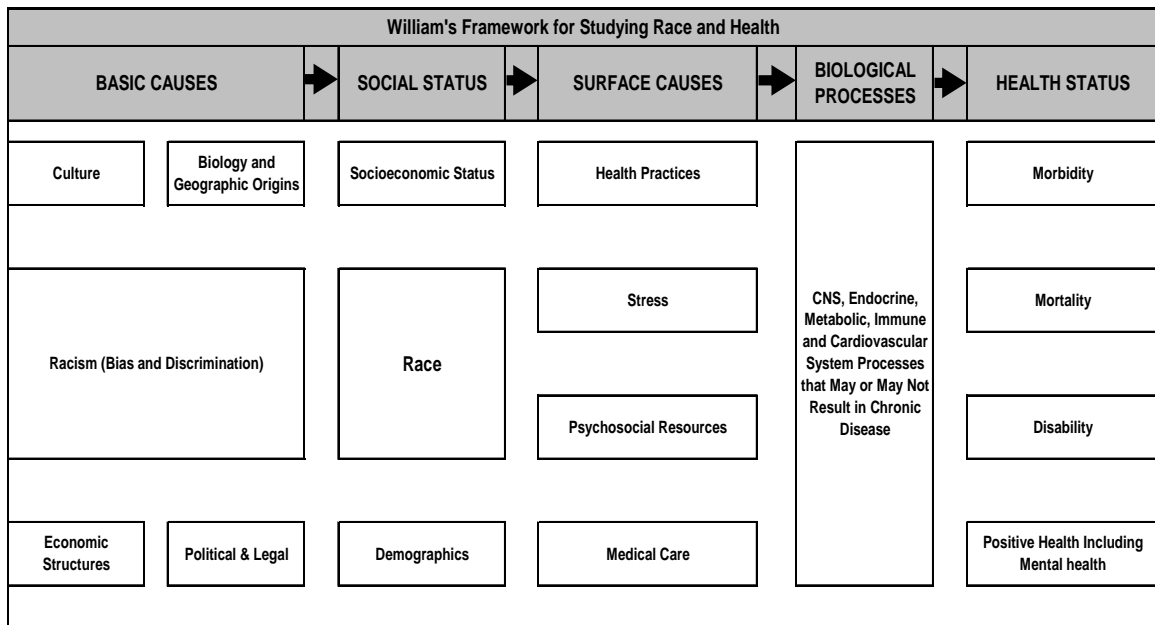 William's Framework for Studying Race and Health
BASIC CAUSES
SOCIAL STATUS
SURFACE CAUSES
BIOLOGICAL
PROCESSES
HEALTH STATUS
Culture
Biology and
Geographic Origins
Socioeconomic Status
Health Practices
Morbidity
Racism (Bias and Discrimination)
Race
Stress
Psychosocial Resources
CNS, Endocrine,
Metabolic, Immune
and Cardiovascular
System Processes
that May or May Not
Result in Chronic
Disease
Mortality
Disability
Economic
Structures
Political & Legal
Demographics
Medical Care
Positive Health Including
Mental health